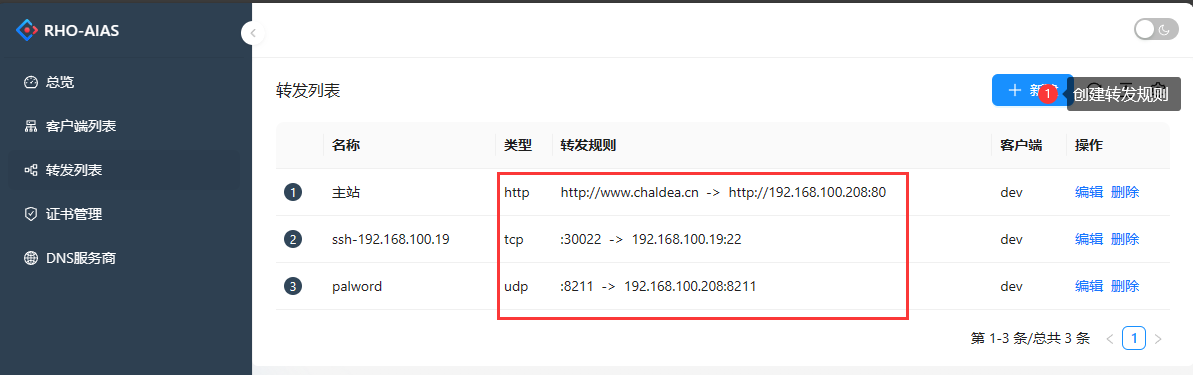 RHO-AIAS
总览
客户端列表
转发列表
证书管理
DNS服务商
转发列表
1 创建转发规则
名称 类型 转发规则 客户端 操作
1 主站 http http://www.chaldea.cn -> http://192.168.100.208:80 dev 编辑 删除
2 ssh-192.168.100.19 tcp :30022 -> 192.168.100.19:22 dev 编辑 删除
3 palword udp :8211 -> 192.168.100.208:8211 dev 编辑 删除
第 1-3 条/总共 3 条 < 1 >